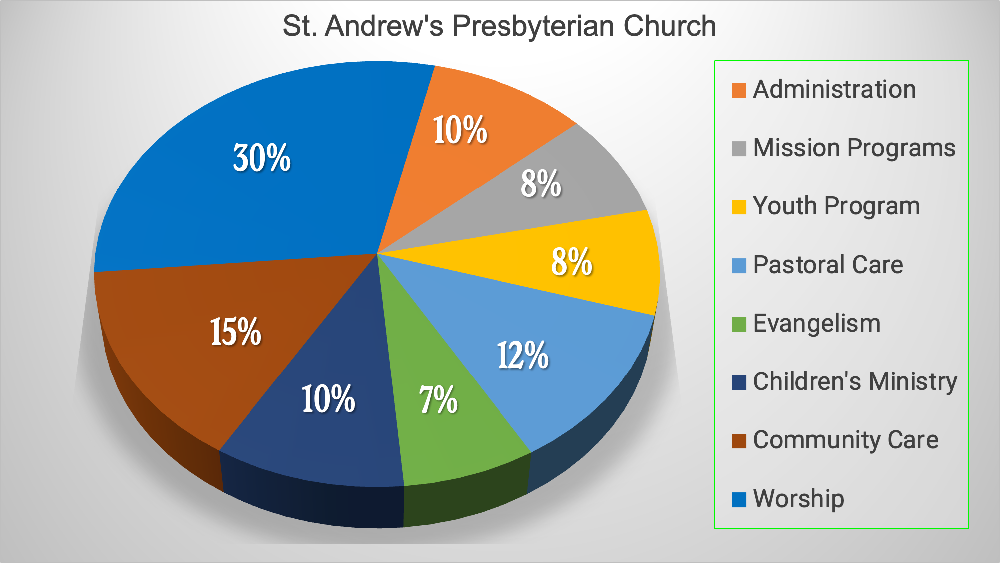 St. Andrew's Presbyterian Church
30%
10%
8%
8%
12%
7%
10%
15%
Administration
Mission Programs
Youth Program
Pastoral Care
Evangelism
Children's Ministry
Community Care
Worship